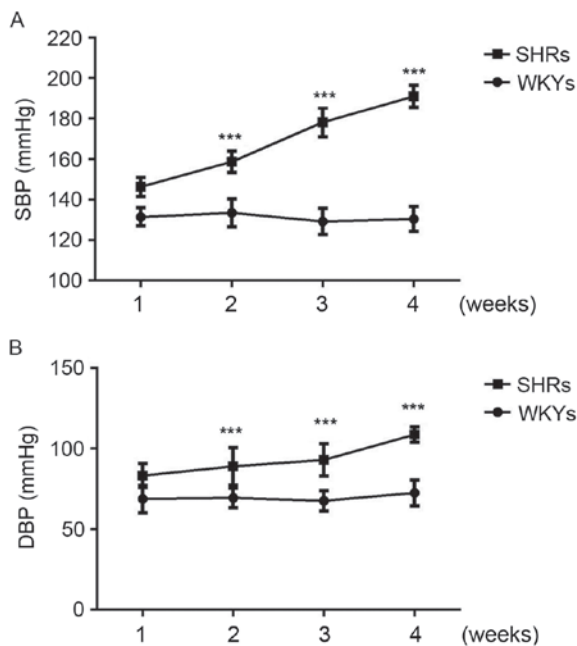 A
220
200
180
160
140
120
100
SBP (mmHg)
***
***
***
SHRs
WKYs
1 2 3 4 (weeks)
B
150
100
50
0
DBP (mmHg)
***
***
***
SHRs
WKYs
1 2 3 4 (weeks)